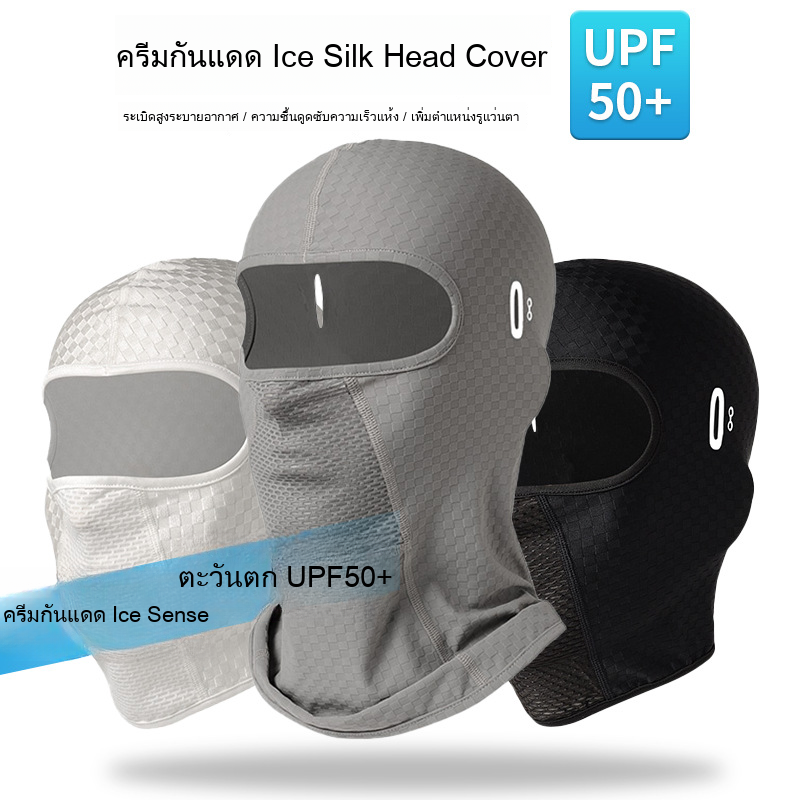 ครีมกันแดด Ice Silk Head Cover
UPF
50+
ระเบิดสูงระบายอากาศ / ความชื้นดูดซับความเร็วแห้ง / เพิ่มตำแหน่งรูแว่นตา
ตะวันตก UPF50+
ครีมกันแดด Ice Sense